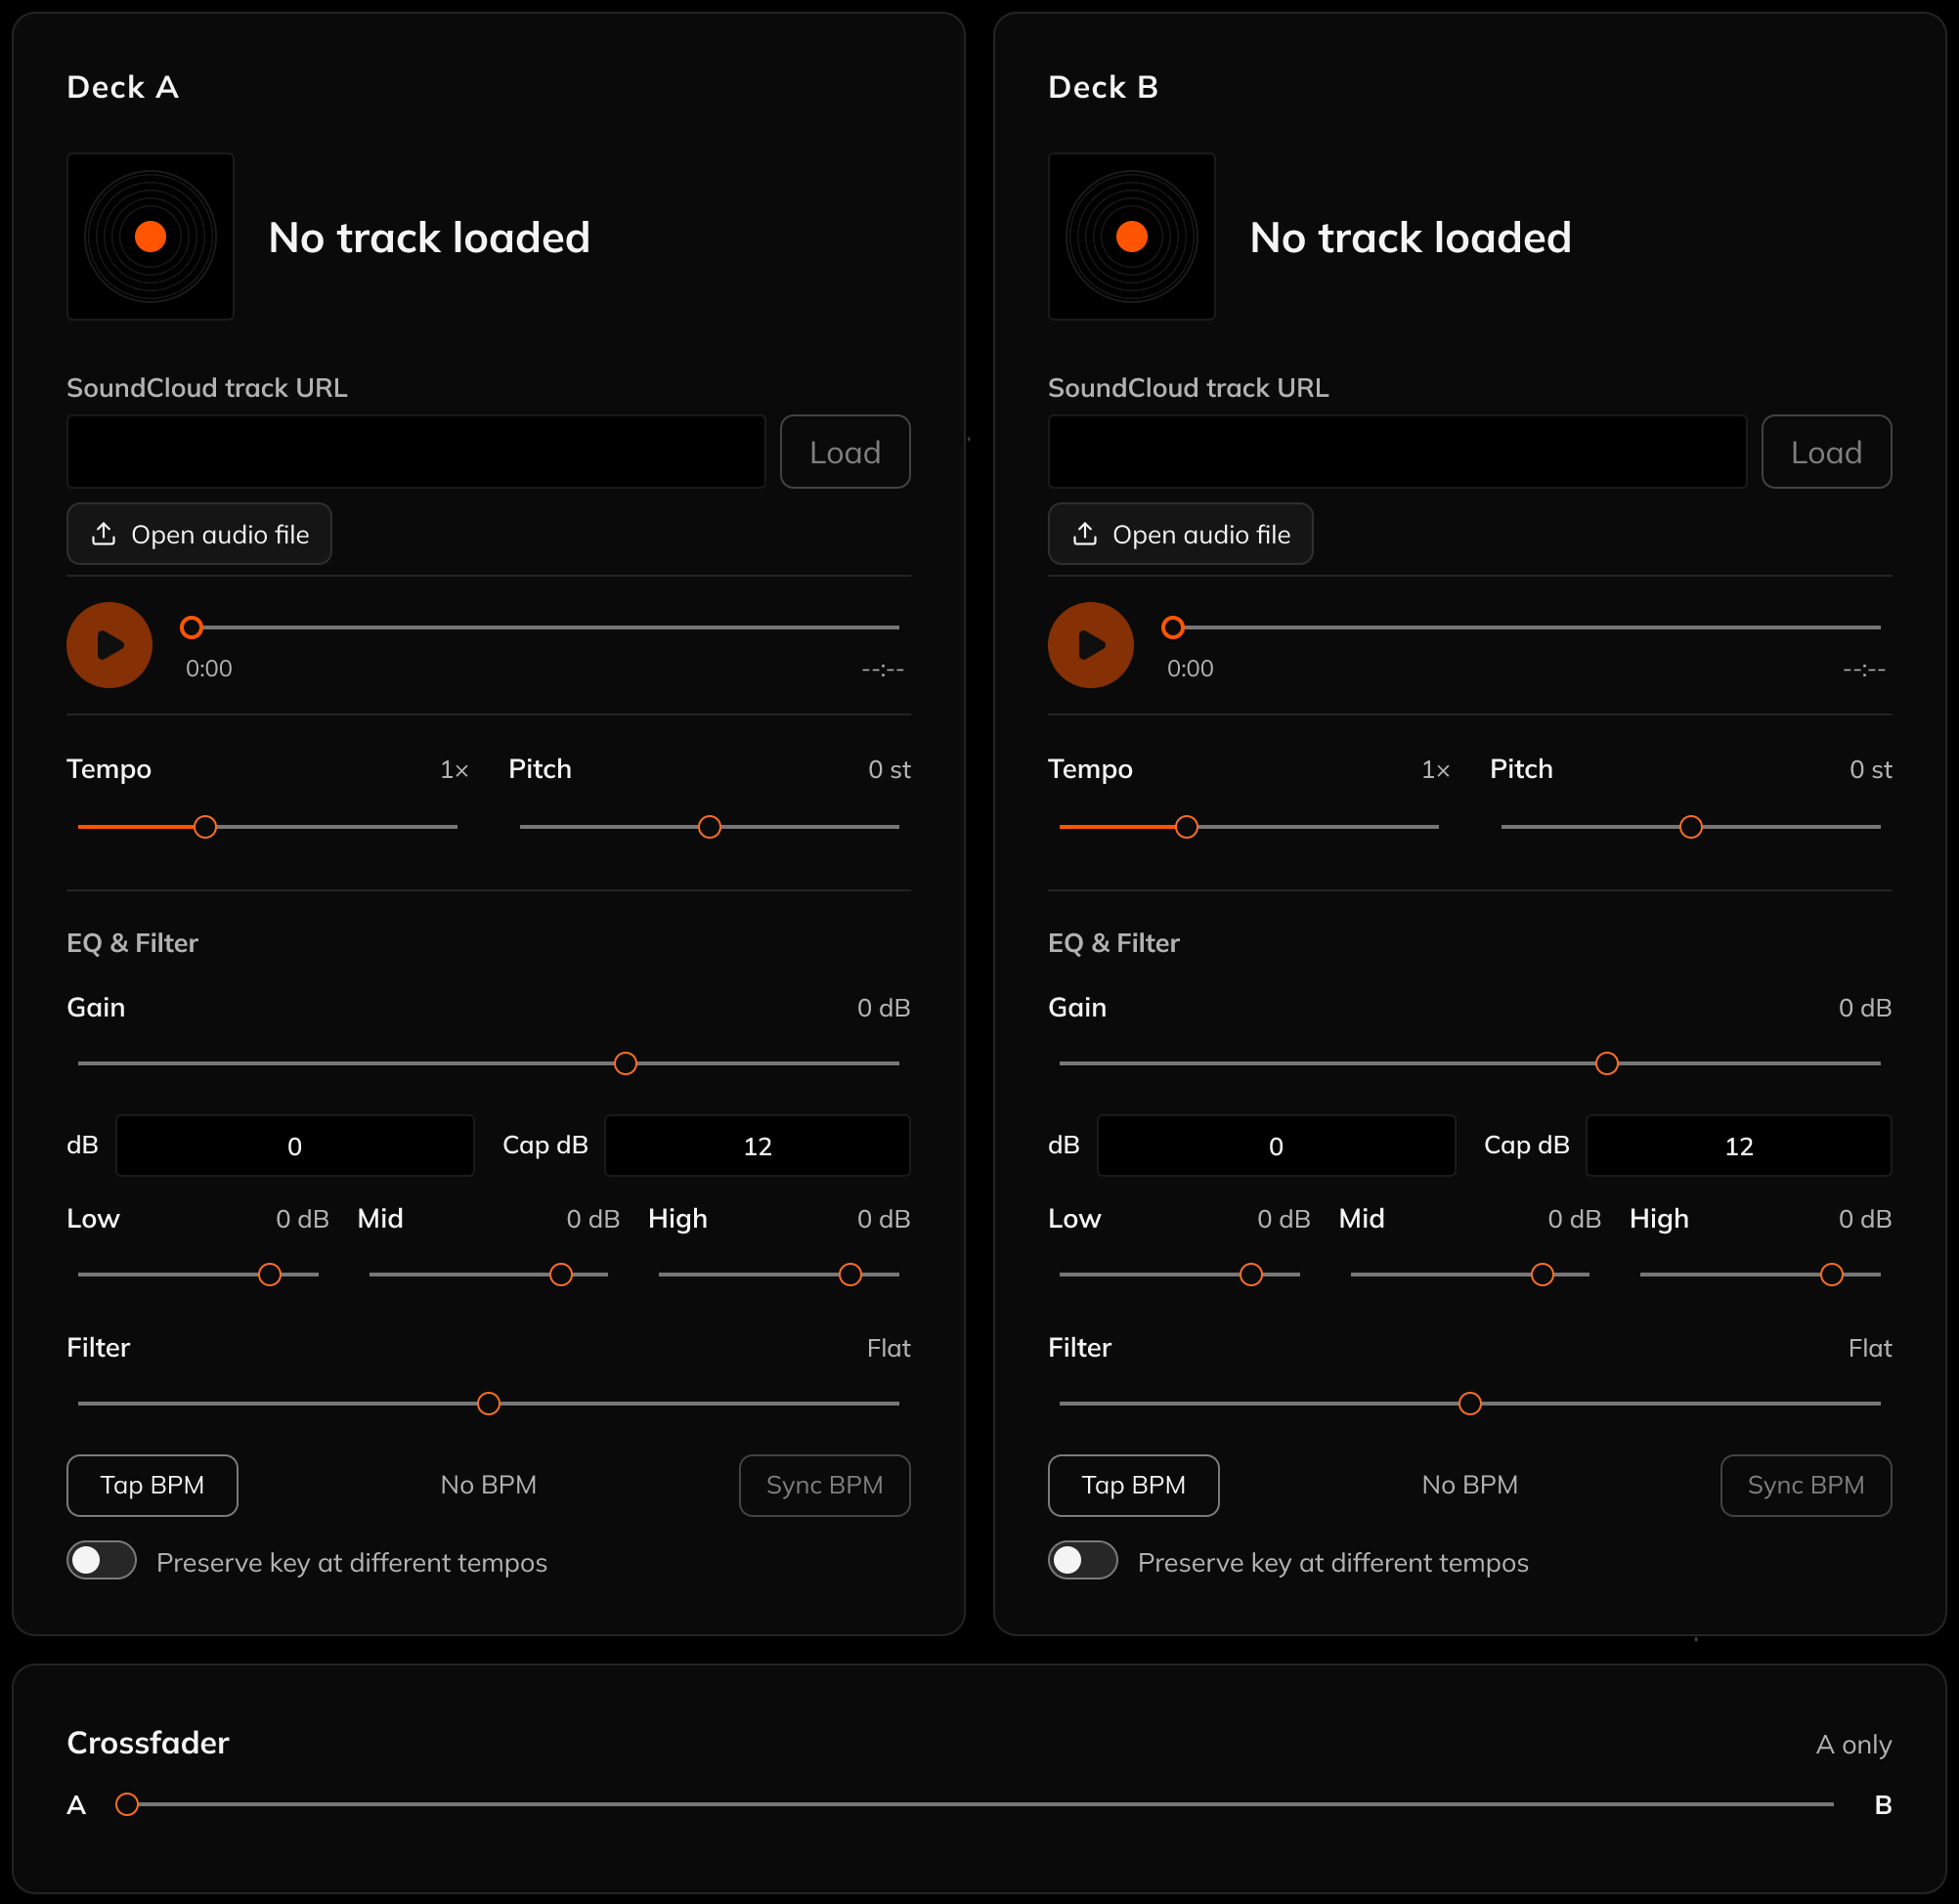 Deck A
No track loaded
SoundCloud track URL
Load
Open audio file
0:00 --:--
Tempo 1× Pitch 0 st
EQ & Filter
Gain 0 dB
dB 0 Cap dB 12
Low 0 dB Mid 0 dB High 0 dB
Filter Flat
Tap BPM No BPM Sync BPM
Preserve key at different tempos
Deck B
No track loaded
SoundCloud track URL
Load
Open audio file
0:00 --:--
Tempo 1× Pitch 0 st
EQ & Filter
Gain 0 dB
dB 0 Cap dB 12
Low 0 dB Mid 0 dB High 0 dB
Filter Flat
Tap BPM No BPM Sync BPM
Preserve key at different tempos
Crossfader A only
A B